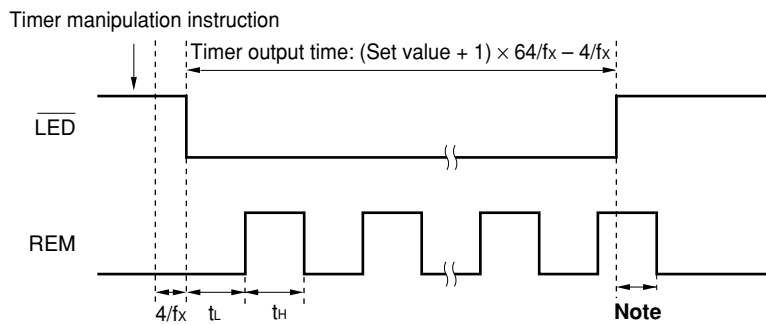 Timer manipulation instruction
Timer output time: (Set value + 1) × 64/fx – 4/fx
LED
REM
4/fx tL tH Note